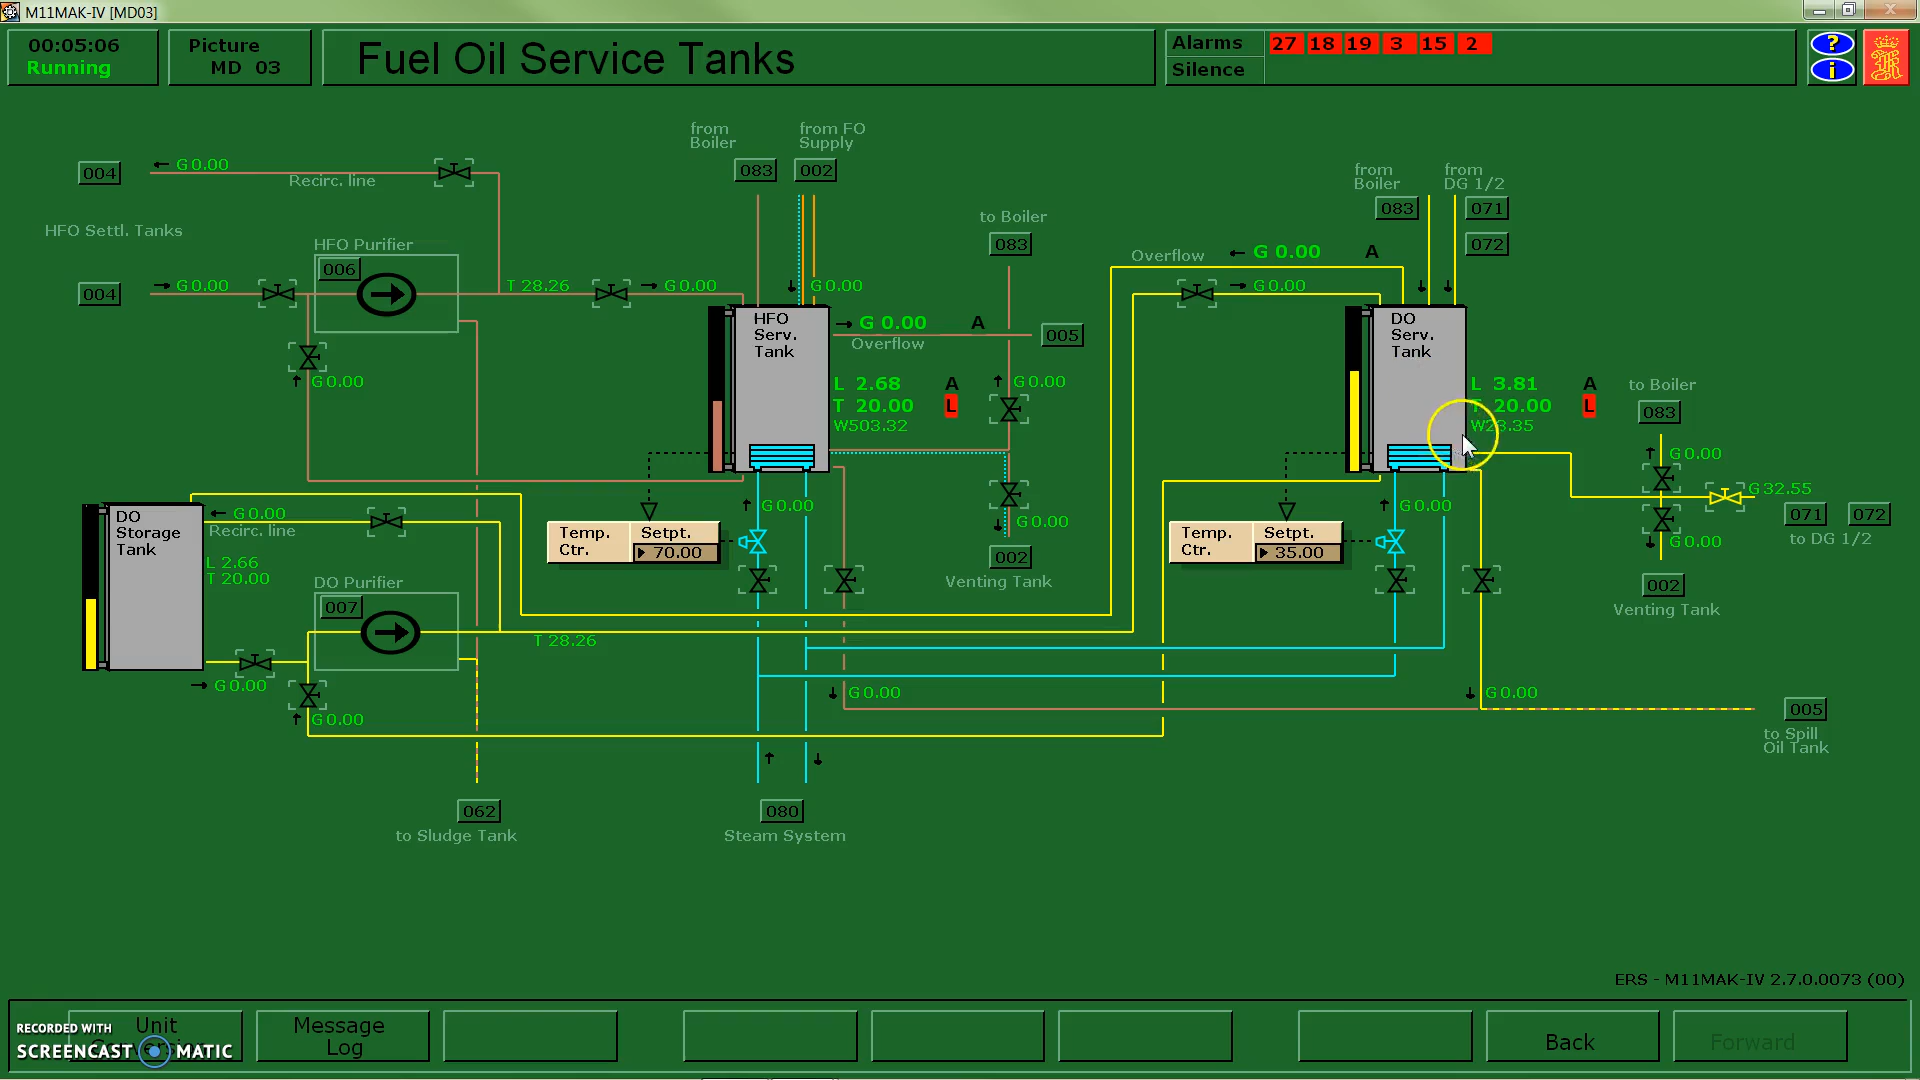 M11MAK-IV [MD03]
00:05:06
Running
Picture
MD 03
Fuel Oil Service Tanks
Alarms
27 18 19 3 15 2
Silence
?
i
from
Boiler
083
from FO
Supply
002
from
Boiler
083
from
DG 1/2
071
072
004
G 0.00
Recirc. line
HFO Settl. Tanks
HFO Purifier
006
004
G 0.00
T 28.26
G 0.00
G 0.00
G 0.00
to Boiler
083
Overflow
G 0.00
A
G 0.00
HFO
Serv.
Tank
G 0.00
A
Overflow
005
L 2.68
A
T 20.00
L
W503.32
G 0.00
DO
Serv.
Tank
L 3.81
A
T 20.00
L
W23.35
to Boiler
083
G 0.00
G 32.55
071
072
to DG 1/2
G 0.00
002
Venting Tank
DO
Storage
Tank
G 0.00
Recirc. line
L 2.66
T 20.00
DO Purifier
007
T 28.26
G 0.00
G 0.00
Temp.
Ctr.
Setpt.
70.00
G 0.00
G 0.00
002
Venting Tank
Temp.
Ctr.
Setpt.
35.00
G 0.00
G 0.00
G 0.00
005
to Spill
Oil Tank
062
to Sludge Tank
080
Steam System
ERS - M11MAK-IV 2.7.0.0073 (00)
RECORDED WITH
SCREENCAST MATIC
Unit
Message
Log
Back
Forward